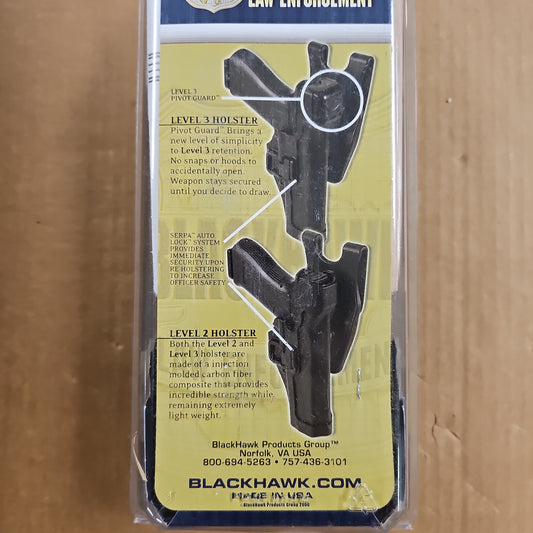 LAW ENFORCEMENT
LEVEL 3
PIVOT GUARD™
LEVEL 3 HOLSTER
Pivot Guard™ Brings a
new level of simplicity
to Level 3 retention.
No snaps or hoods to
accidentally open.
Weapon stays secured
until you decide to draw.
SERPA™ AUTO
LOCK™ SYSTEM
PROVIDES
IMMEDIATE
SECURITY UPON
RE-HOLSTERING
TO INCREASE
OFFICER SAFETY
LEVEL 2 HOLSTER
Both the Level 2 and
Level 3 holster are
made of a injection
molded carbon fiber
composite that provides
incredible strength while
remaining extremely
light weight.
BlackHawk Products Group™
Norfolk, VA USA
800-694-5263 • 757-436-3101
BLACKHAWK.COM
MADE IN USA
©BlackHawk Products Group 2006